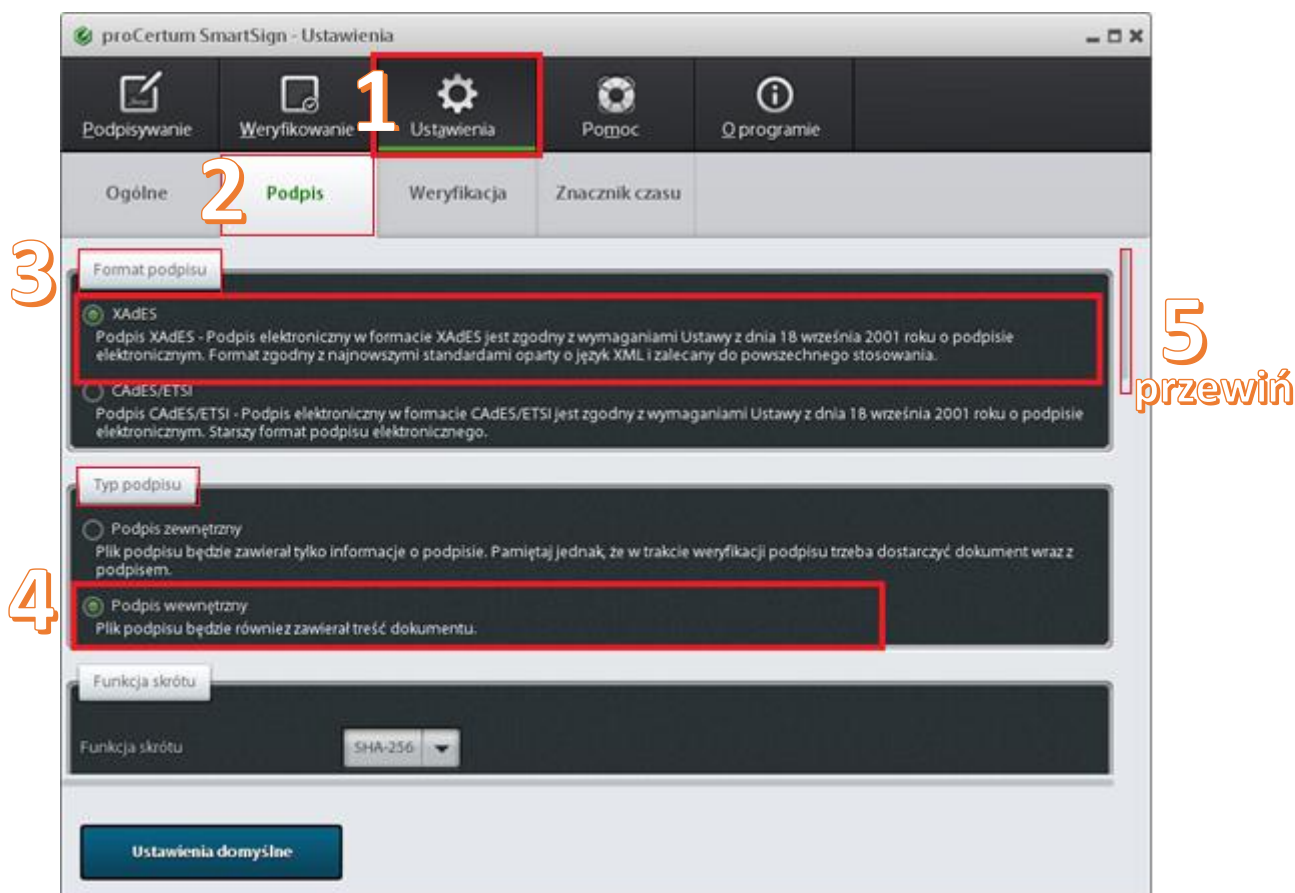 proCertum SmartSign - Ustawienia
1
Podpisywanie
Weryfikowanie
Ustawienia
Pomoc
O programie
2
Ogólne
Podpis
Weryfikacja
Znacznik czasu
3
Format podpisu
XAdES
Podpis XAdES - Podpis elektroniczny w formacie XAdES jest zgodny z wymaganiami Ustawy z dnia 18 września 2001 roku o podpisie
elektronicznym. Format zgodny z najnowszymi standardami oparty o język XML i zalecany do powszechnego stosowania.
5
przewiń
CAdES/ETSI
Podpis CAdES/ETSI - Podpis elektroniczny w formacie CAdES/ETSI jest zgodny z wymaganiami Ustawy z dnia 18 września 2001 roku o podpisie
elektronicznym. Starszy format podpisu elektronicznego.
Typ podpisu
Podpis zewnętrzny
Plik podpisu będzie zawierał tylko informacje o podpisie. Pamiętaj jednak, że w trakcie weryfikacji podpisu trzeba dostarczyć dokument wraz z
podpisem.
4
Podpis wewnętrzny
Plik podpisu będzie również zawierał treść dokumentu.
Funkcja skrótu
Funkcja skrótu
SHA-256
Ustawienia domyślne